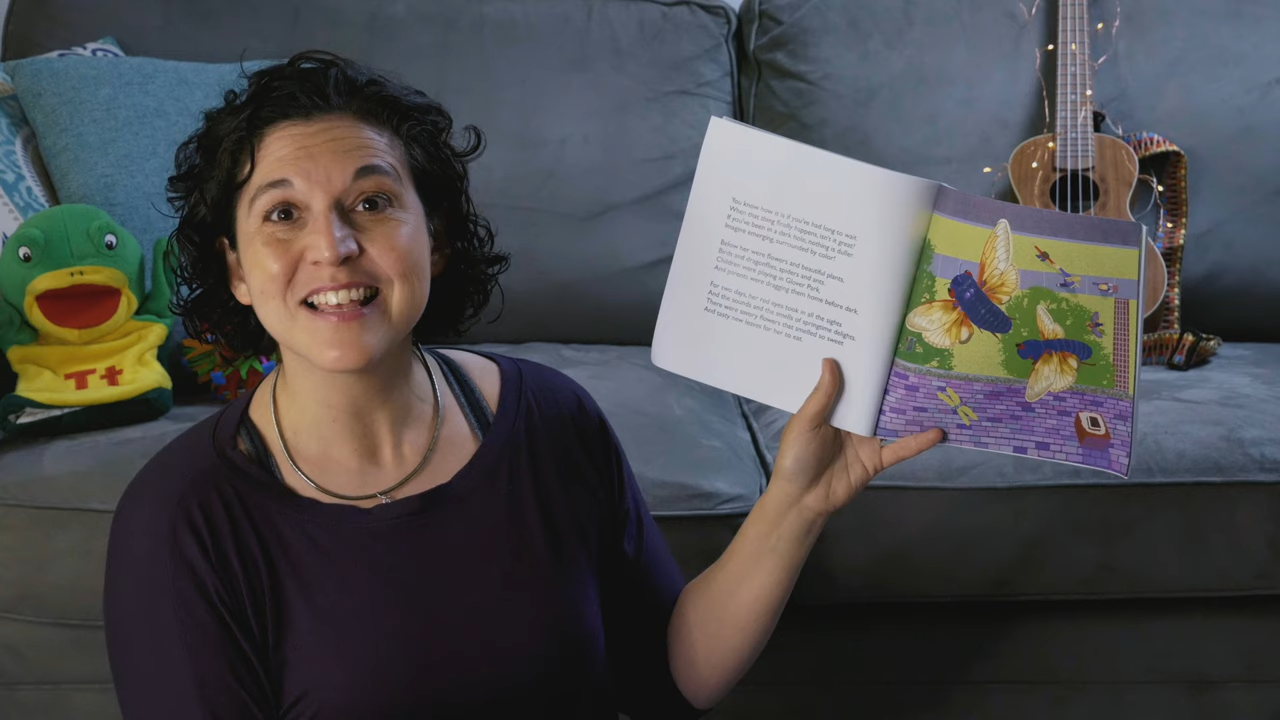 You know how it is if you've had long to wait.
When that thing finally happens, isn't it great?
If you've been in a dark hole, nothing is duller
Imagine emerging, surrounded by color!
Below her were flowers and beautiful plants,
Birds and dragonflies, spiders and ants.
Children were playing in Glover Park,
And parents were dragging them home before dark.
For two days, her red eyes took in all the sights
And the sounds and the smells of springtime delights.
There were savory flowers that smelled so sweet
And tasty new leaves for her to eat.
Tt